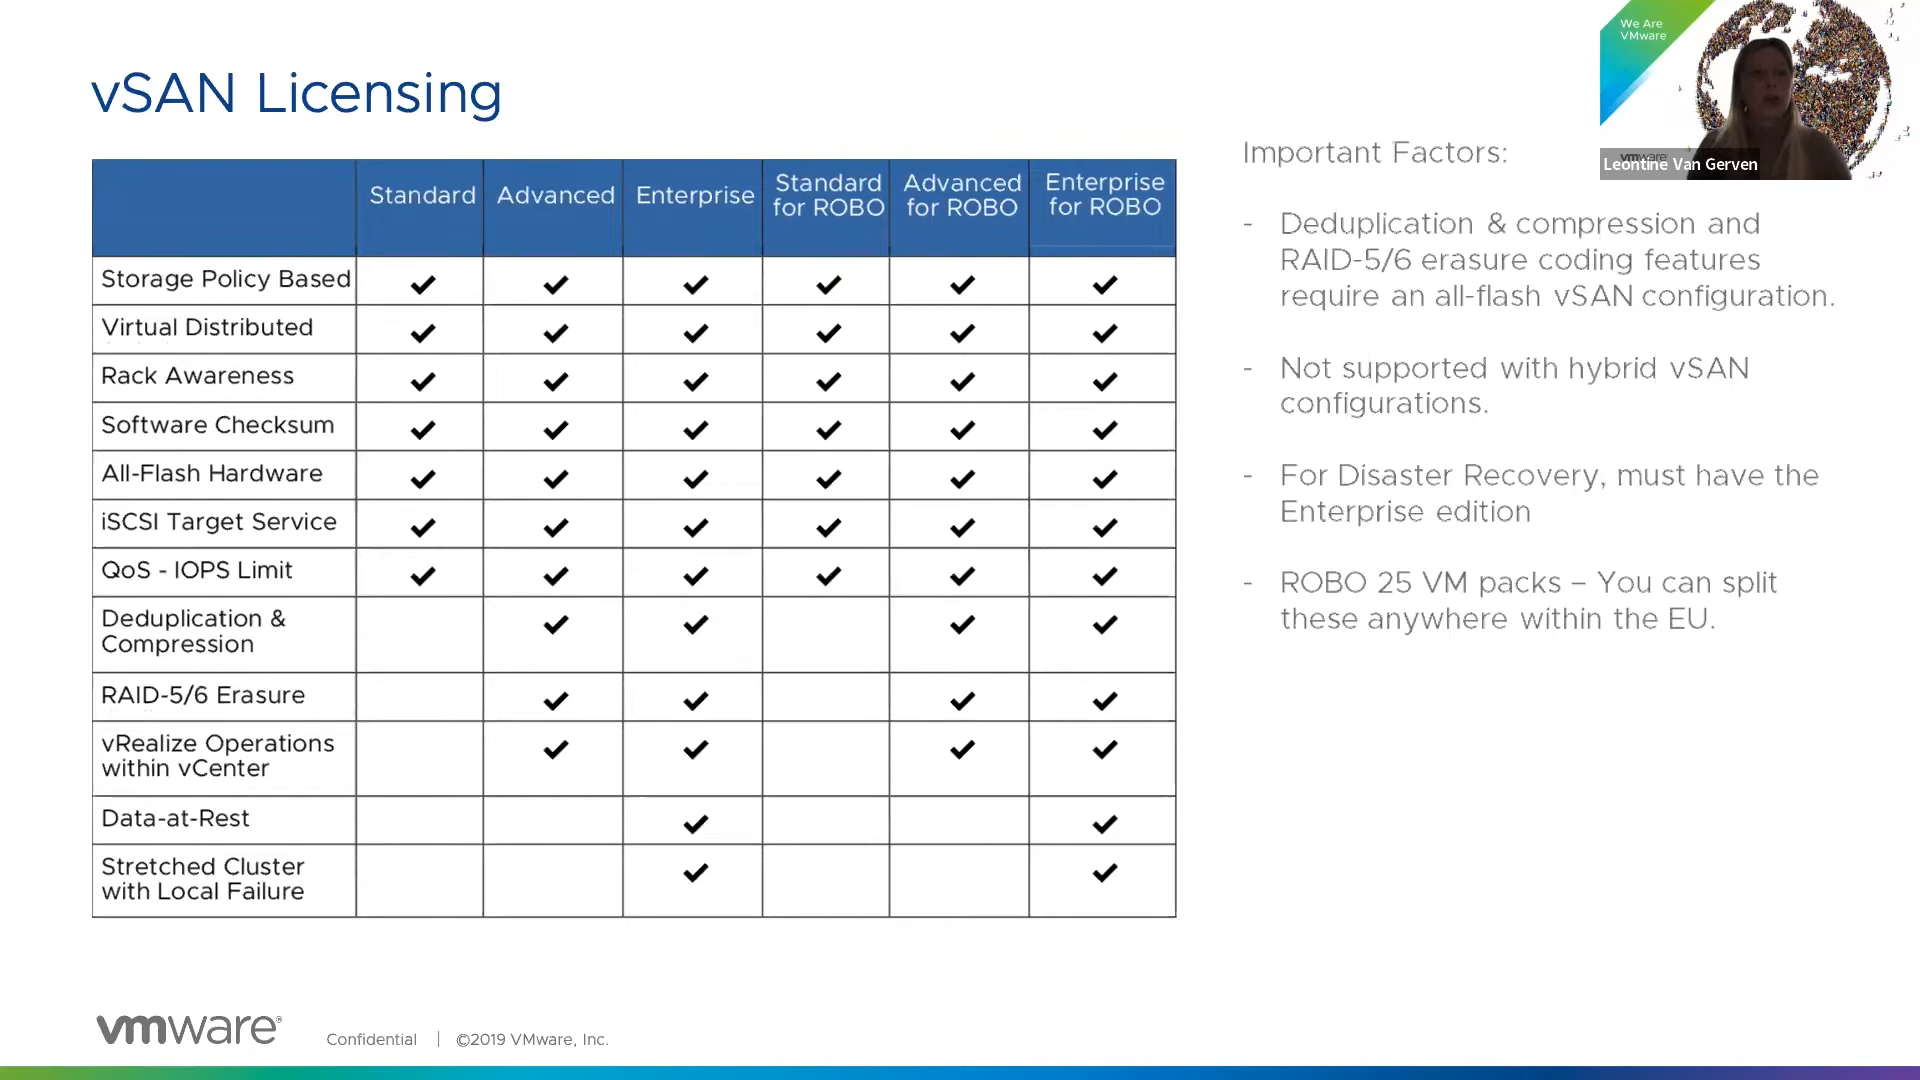 We Are
VMware
vmware
Leontine Van Gerven
vSAN Licensing
Standard Advanced Enterprise Standard for ROBO Advanced for ROBO Enterprise for ROBO
Storage Policy Based
Virtual Distributed
Rack Awareness
Software Checksum
All-Flash Hardware
iSCSI Target Service
QoS - IOPS Limit
Deduplication &
Compression
RAID-5/6 Erasure
vRealize Operations
within vCenter
Data-at-Rest
Stretched Cluster
with Local Failure
Important Factors:
- Deduplication & compression and
RAID-5/6 erasure coding features
require an all-flash vSAN configuration.
- Not supported with hybrid vSAN
configurations.
- For Disaster Recovery, must have the
Enterprise edition
- ROBO 25 VM packs – You can split
these anywhere within the EU.
vmware®
Confidential | ©2019 VMware, Inc.